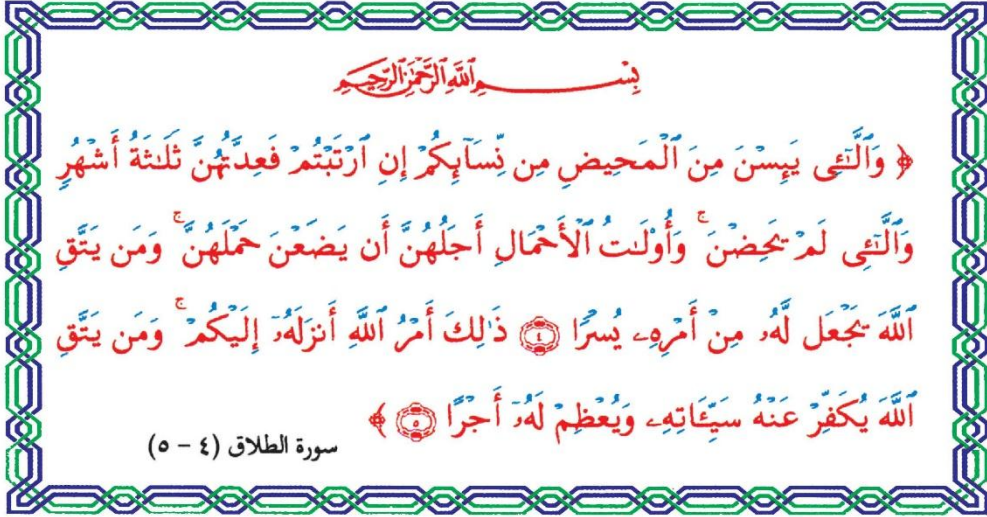 بِسْمِ ٱللَّهِ ٱلرَّحْمَٰنِ ٱلرَّحِيمِ
﴿ وَٱلَّٰٓـِٔى يَئِسْنَ مِنَ ٱلْمَحِيضِ مِن نِّسَآئِكُمْ إِنِ ٱرْتَبْتُمْ فَعِدَّتُهُنَّ ثَلَٰثَةُ أَشْهُرٍ
وَٱلَّٰٓـِٔى لَمْ يَحِضْنَ ۚ وَأُو۟لَٰتُ ٱلْأَحْمَالِ أَجَلُهُنَّ أَن يَضَعْنَ حَمْلَهُنَّ ۚ وَمَن يَتَّقِ
ٱللَّهَ يَجْعَل لَّهُۥ مِنْ أَمْرِهِۦ يُسْرًا ۝٤ ذَٰلِكَ أَمْرُ ٱللَّهِ أَنزَلَهُۥٓ إِلَيْكُمْ ۚ وَمَن يَتَّقِ
ٱللَّهَ يُكَفِّرْ عَنْهُ سَيِّـَٔاتِهِۦ وَيُعْظِمْ لَهُۥٓ أَجْرًا ۝٥ ﴾
سورة الطلاق (٤ - ٥)